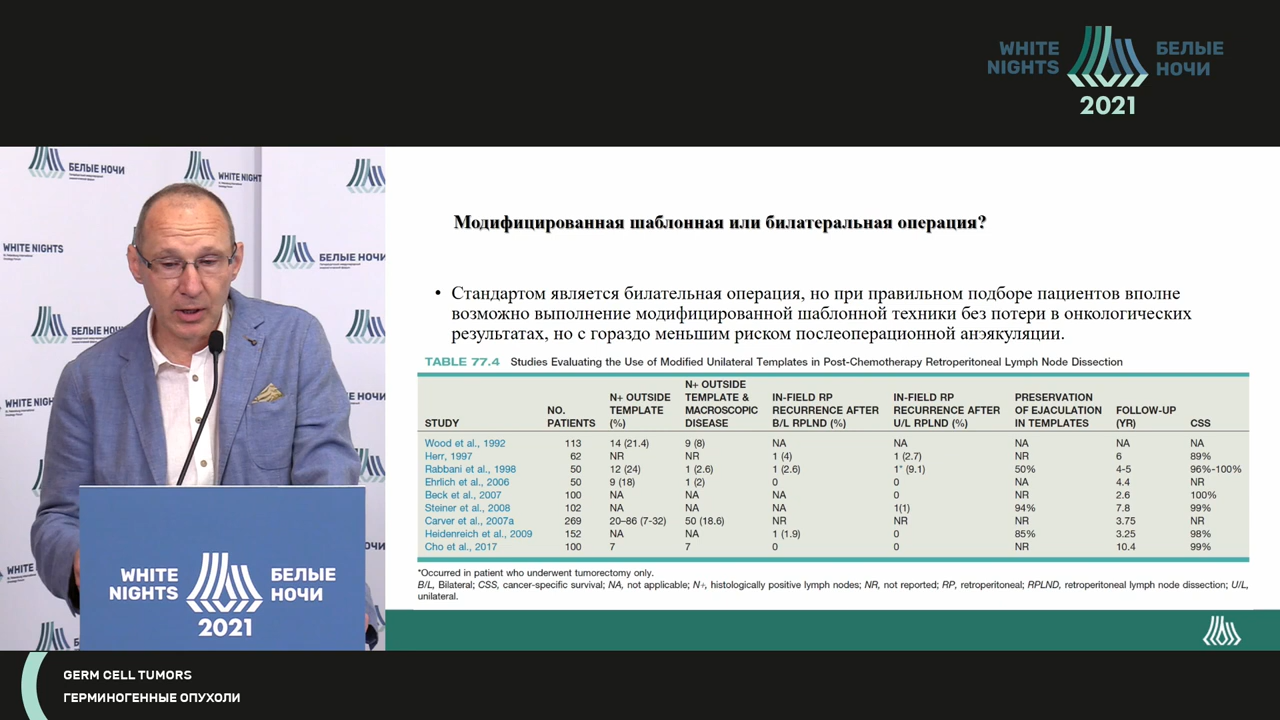 WHITE NIGHTS
БЕЛЫЕ НОЧИ
2021
БЕЛЫЕ НОЧИ
WHITE NIGHT
WHITE NIGHTS
БЕЛЫЕ НОЧИ
БЕЛЫЕ НОЧИ
WHITE NIGHTS
WHITE NIGHTS
БЕЛЫЕ НОЧИ
2021
Модифицированная шаблонная или билатеральная операция?
• Стандартом является билательная операция, но при правильном подборе пациентов вполне
возможно выполнение модифицированной шаблонной техники без потери в онкологических
результатах, но с гораздо меньшим риском послеоперационной анэякуляции.
TABLE 77.4 Studies Evaluating the Use of Modified Unilateral Templates in Post-Chemotherapy Retroperitoneal Lymph Node Dissection
STUDY NO. PATIENTS N+ OUTSIDE TEMPLATE (%) N+ OUTSIDE TEMPLATE & MACROSCOPIC DISEASE IN-FIELD RP RECURRENCE AFTER B/L RPLND (%) IN-FIELD RP RECURRENCE AFTER U/L RPLND (%) PRESERVATION OF EJACULATION IN TEMPLATES FOLLOW-UP (YR) CSS
Wood et al., 1992 113 14 (21.4) 9 (8) NA NA NA NA NA
Herr, 1997 62 NR NR 1 (4) 1 (2.7) NR 6 89%
Rabbani et al., 1998 50 12 (24) 1 (2.6) 1 (2.6) 1* (9.1) 50% 4-5 96%-100%
Ehrlich et al., 2006 50 9 (18) 1 (2) 0 0 NA 4.4 NR
Beck et al., 2007 100 NA NA NA 0 NR 2.6 100%
Steiner et al., 2008 102 NA NA NA 1(1) 94% 7.8 99%
Carver et al., 2007a 269 20–86 (7-32) 50 (18.6) NR NR NR 3.75 NR
Heidenreich et al., 2009 152 NA NA 1 (1.9) 0 85% 3.25 98%
Cho et al., 2017 100 7 7 0 0 NR 10.4 99%
*Occurred in patient who underwent tumorectomy only.
B/L, Bilateral; CSS, cancer-specific survival; NA, not applicable; N+, histologically positive lymph nodes; NR, not reported; RP, retroperitoneal; RPLND, retroperitoneal lymph node dissection; U/L,
unilateral.
GERM CELL TUMORS
ГЕРМИНОГЕННЫЕ ОПУХОЛИ